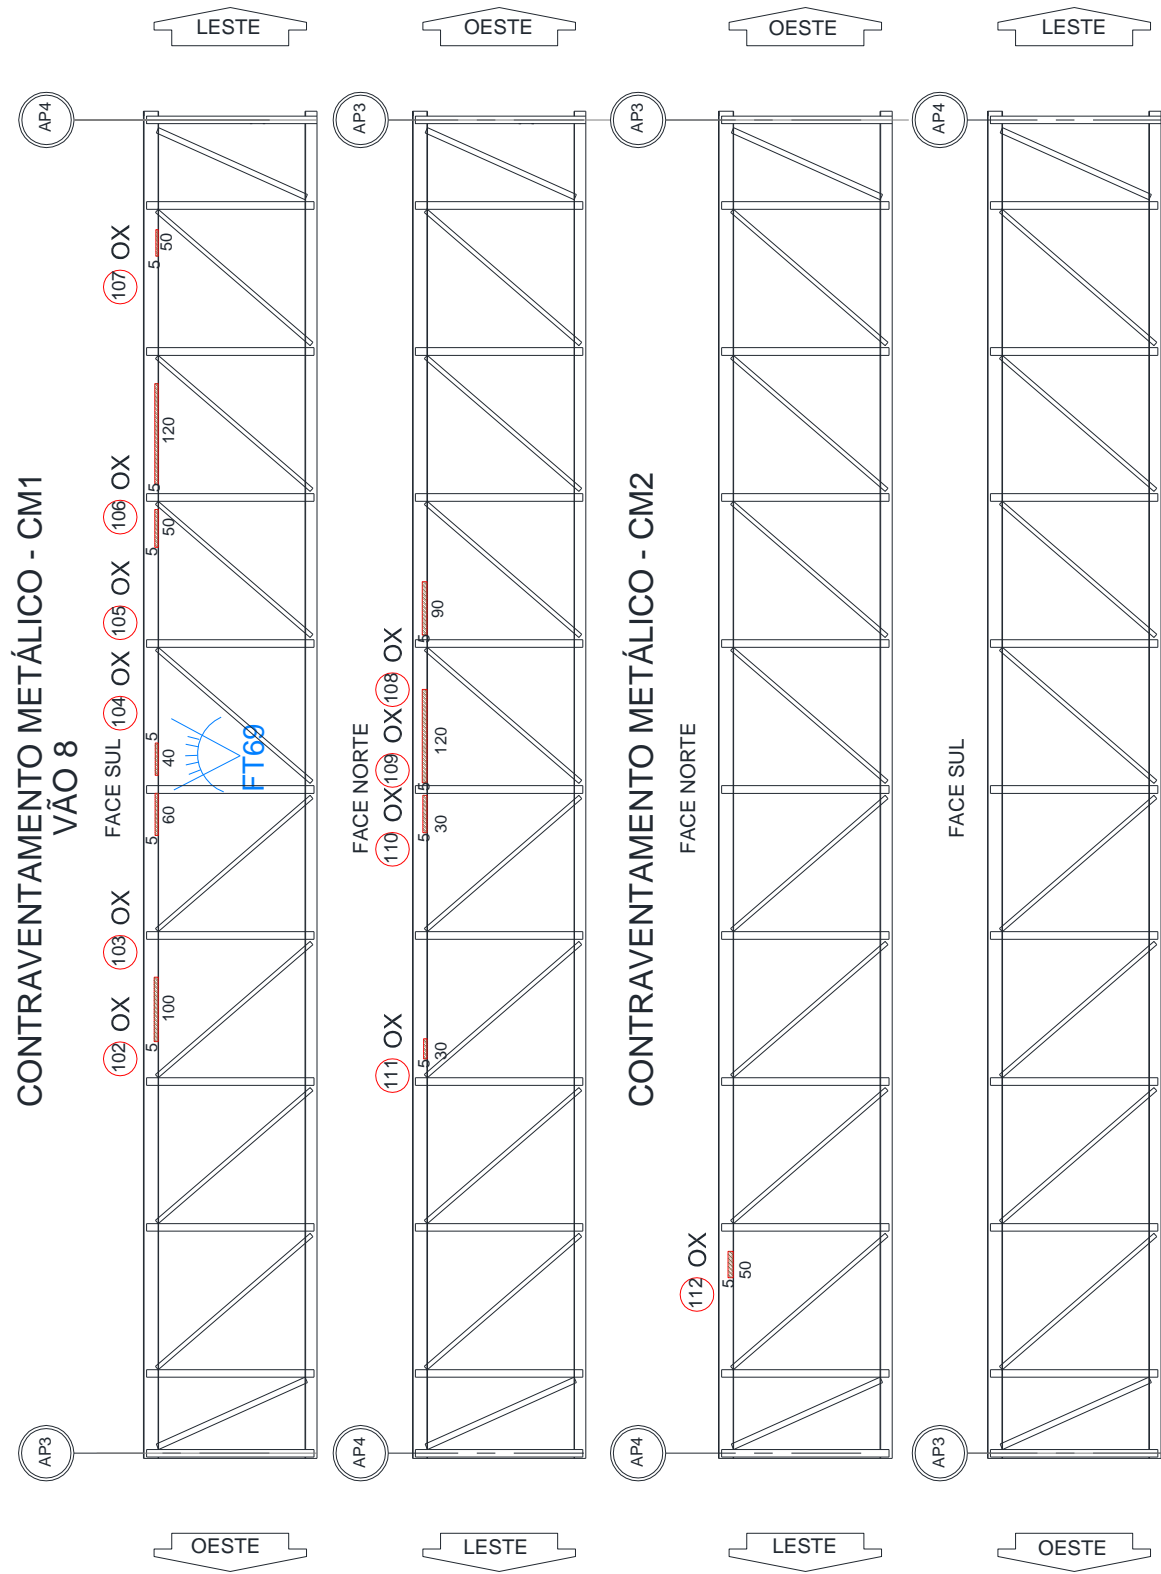 CONTRAVENTAMENTO METÁLICO - CM1
VÃO 8
FACE SUL
OESTE
LESTE
AP3
AP4
102 OX
103 OX
104 OX
105 OX
106 OX
107 OX
5
100
5
60
5
40
5
50
5
120
5
50
FT69
FACE NORTE
LESTE
OESTE
AP4
AP3
111 OX
110 OX
109 OX
108 OX
5
30
5
30
5
120
5
90
CONTRAVENTAMENTO METÁLICO - CM2
FACE NORTE
LESTE
OESTE
AP4
AP3
112 OX
5
50
FACE SUL
OESTE
LESTE
AP3
AP4